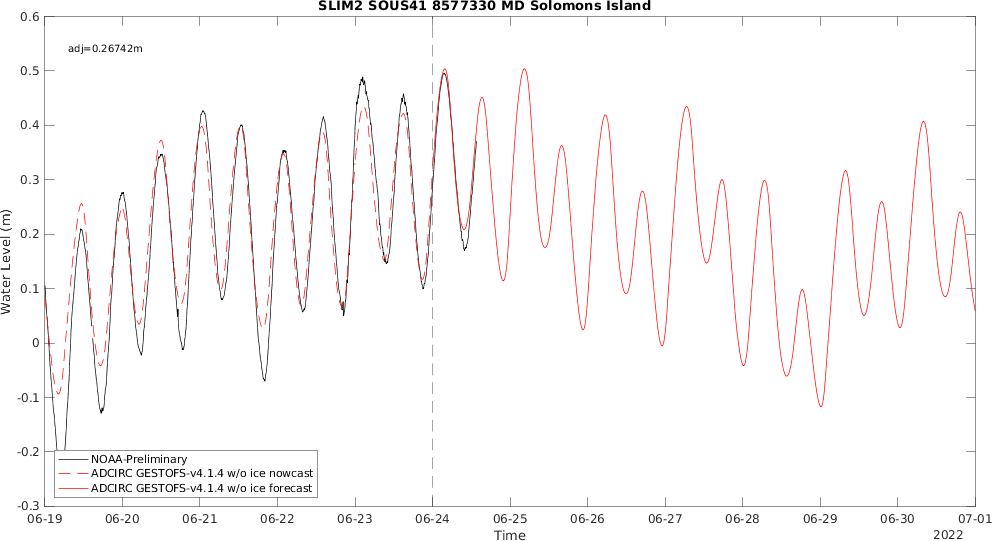 SLIM2 SOUS41 8577330 MD Solomons Island
adj=0.26742m
Water Level (m)
0.6
0.5
0.4
0.3
0.2
0.1
0
-0.1
-0.2
-0.3
NOAA-Preliminary
ADCIRC GESTOFS-v4.1.4 w/o ice nowcast
ADCIRC GESTOFS-v4.1.4 w/o ice forecast
06-19 06-20 06-21 06-22 06-23 06-24 06-25 06-26 06-27 06-28 06-29 06-30 07-01
Time
2022